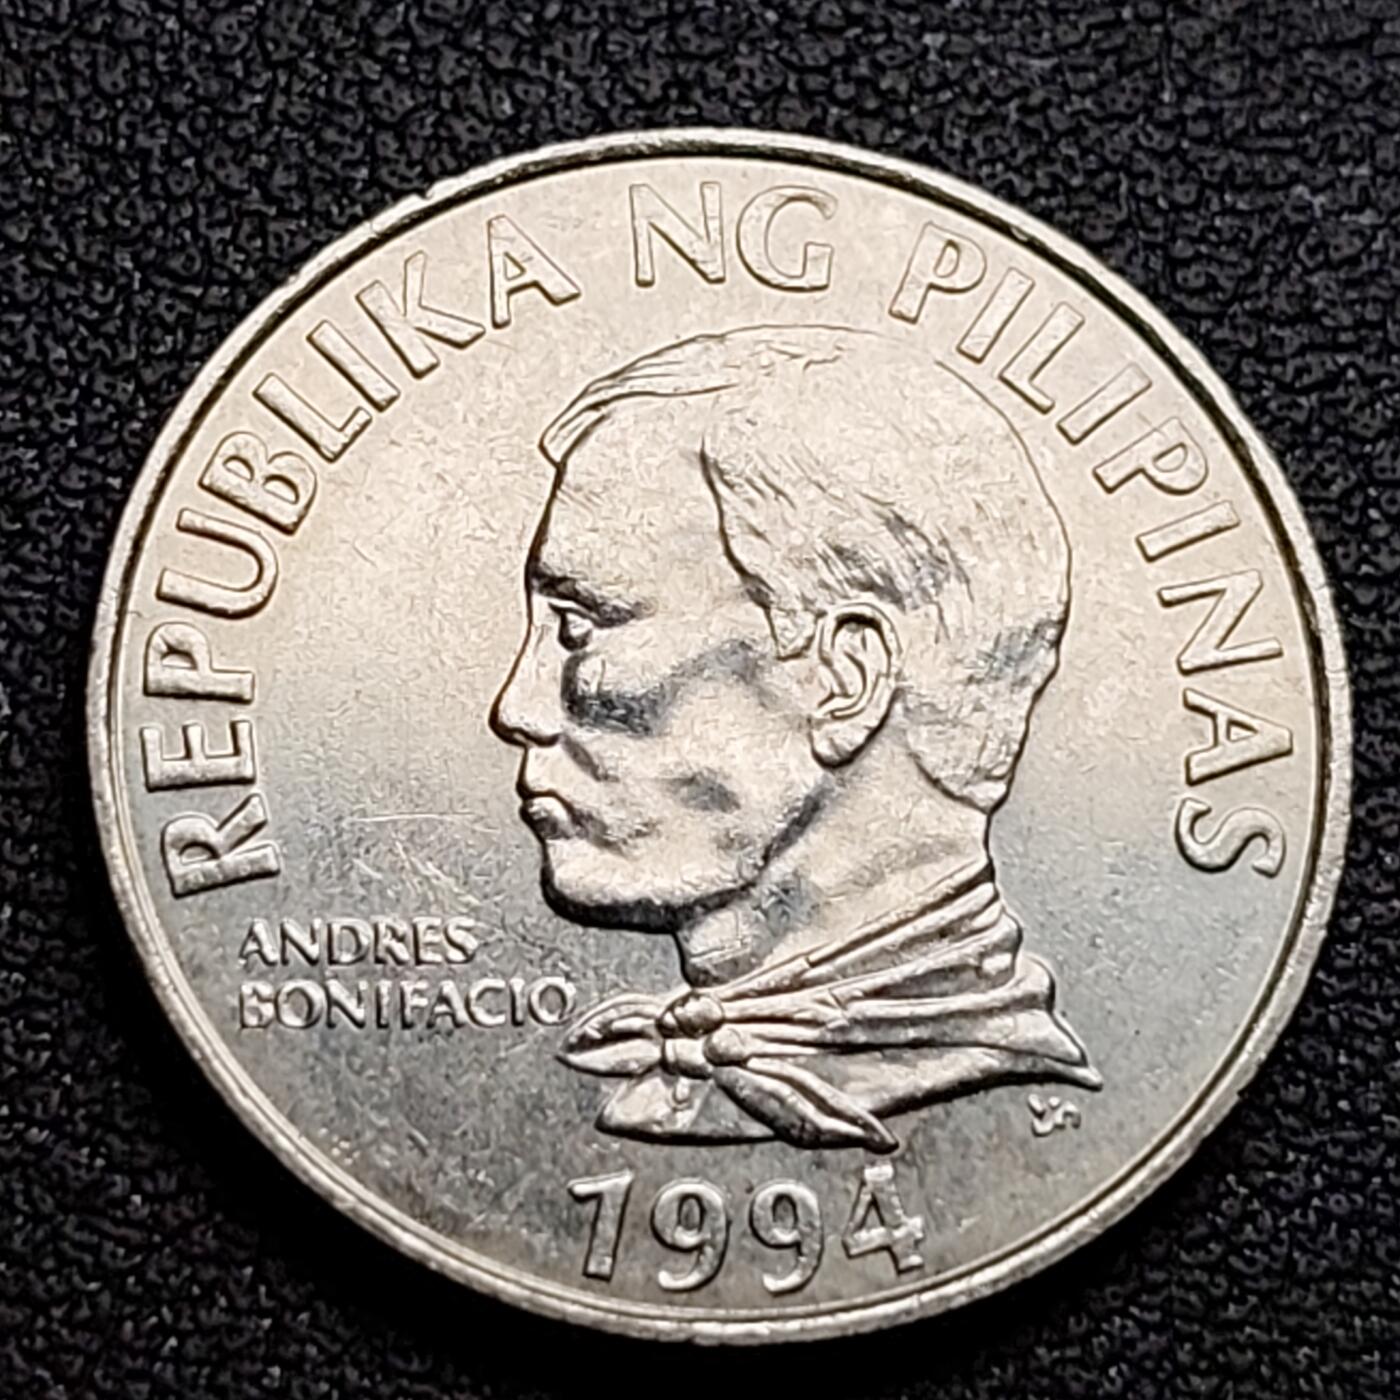 REPUBLIKA NG PILIPINAS
ANDRES
BONIFACIO
1994